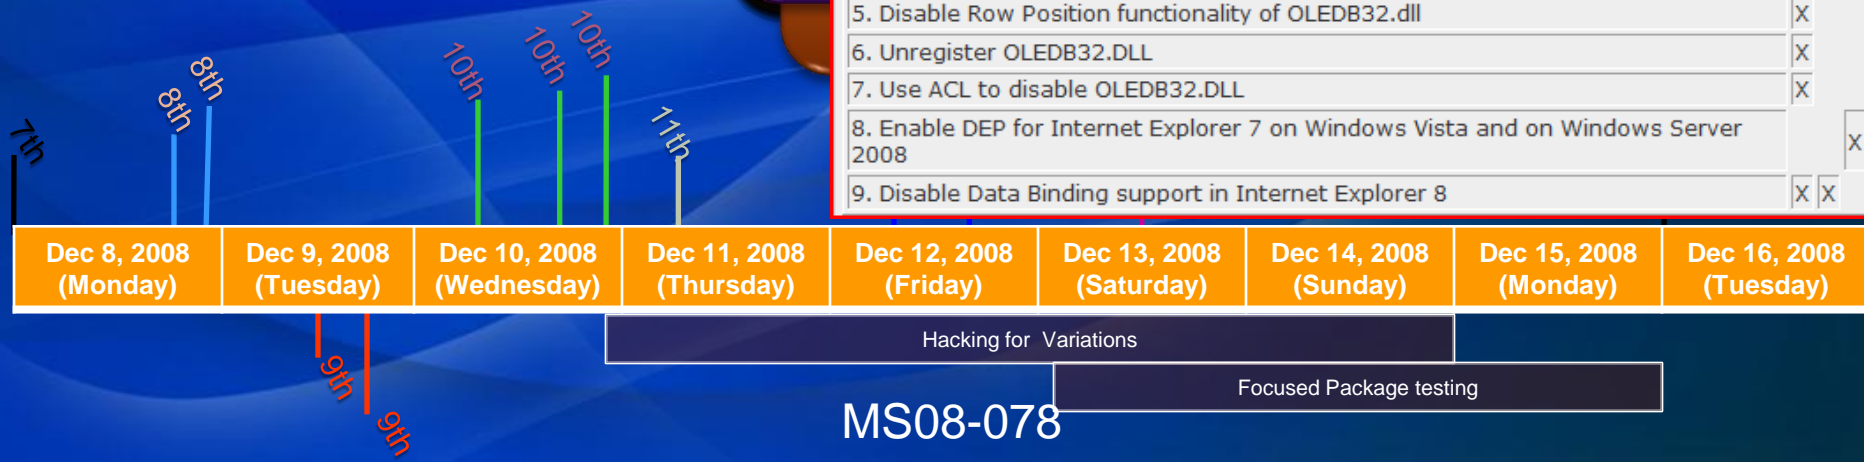 5. Disable Row Position functionality of OLEDB32.dll X
6. Unregister OLEDB32.DLL X
7. Use ACL to disable OLEDB32.DLL X
8. Enable DEP for Internet Explorer 7 on Windows Vista and on Windows Server
2008 X
9. Disable Data Binding support in Internet Explorer 8 X X
7th
8th
8th
10th
10th
10th
11th
Dec 8, 2008
(Monday)
Dec 9, 2008
(Tuesday)
Dec 10, 2008
(Wednesday)
Dec 11, 2008
(Thursday)
Dec 12, 2008
(Friday)
Dec 13, 2008
(Saturday)
Dec 14, 2008
(Sunday)
Dec 15, 2008
(Monday)
Dec 16, 2008
(Tuesday)
9th
9th
Hacking for Variations
Focused Package testing
MS08-078